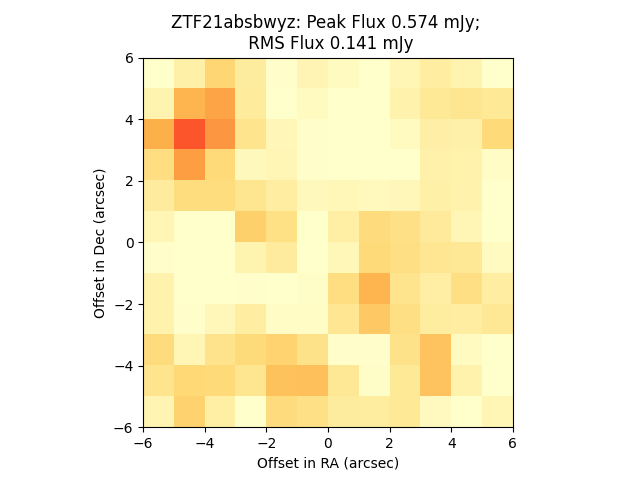 ZTF21absbwyz: Peak Flux 0.574 mJy;
RMS Flux 0.141 mJy
6
4
2
0
−2
−4
−6
Offset in Dec (arcsec)
−6 −4 −2 0 2 4 6
Offset in RA (arcsec)